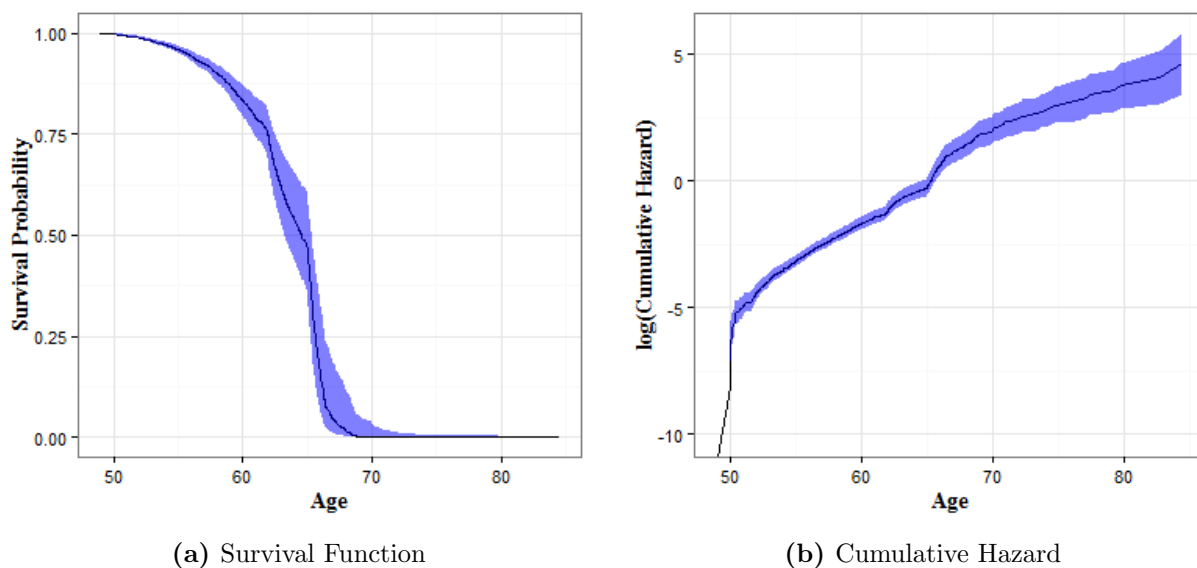 1.00
0.75
0.50
0.25
0.00
Survival Probability
50 60 70 80
Age
(a) Survival Function
5
0
-5
-10
log(Cumulative Hazard)
50 60 70 80
Age
(b) Cumulative Hazard